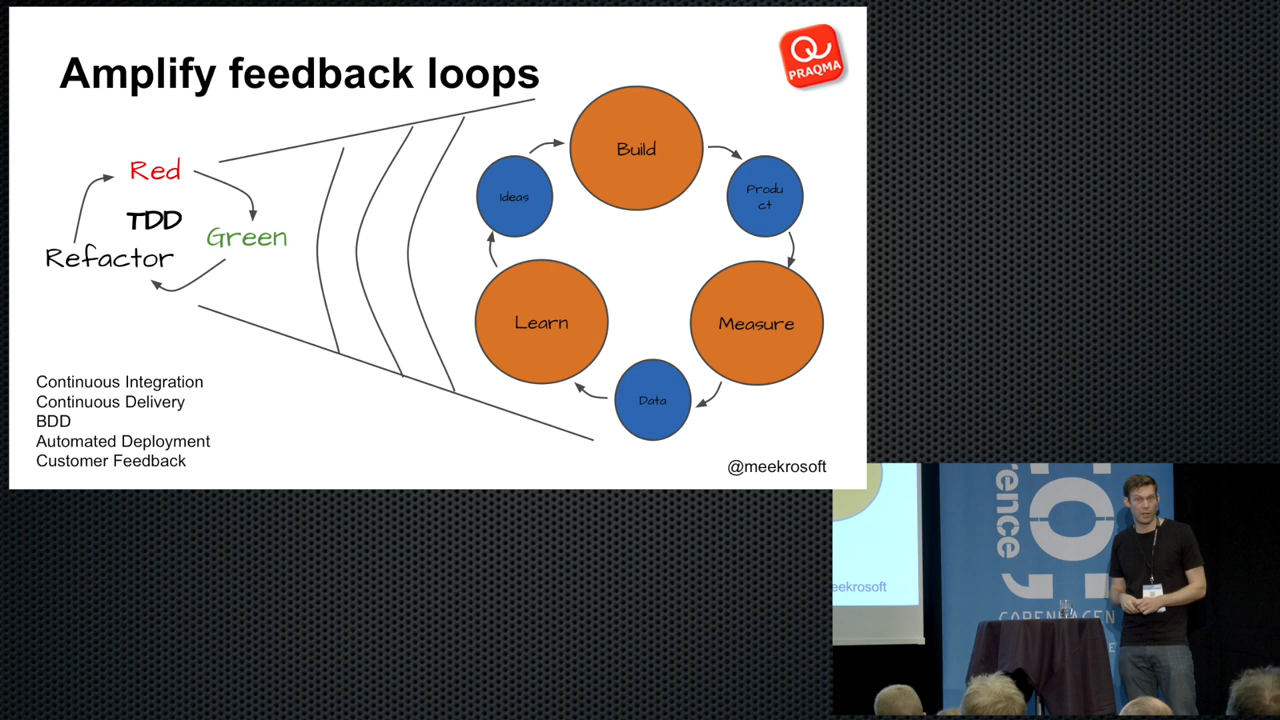 Amplify feedback loops
PRAQMA
Red
TDD
Green
Refactor
Build
Produ
ct
Measure
Data
Learn
Ideas
Continuous Integration
Continuous Delivery
BDD
Automated Deployment
Customer Feedback
@meekrosoft
eekrosoft
rence
COPENHAGEN